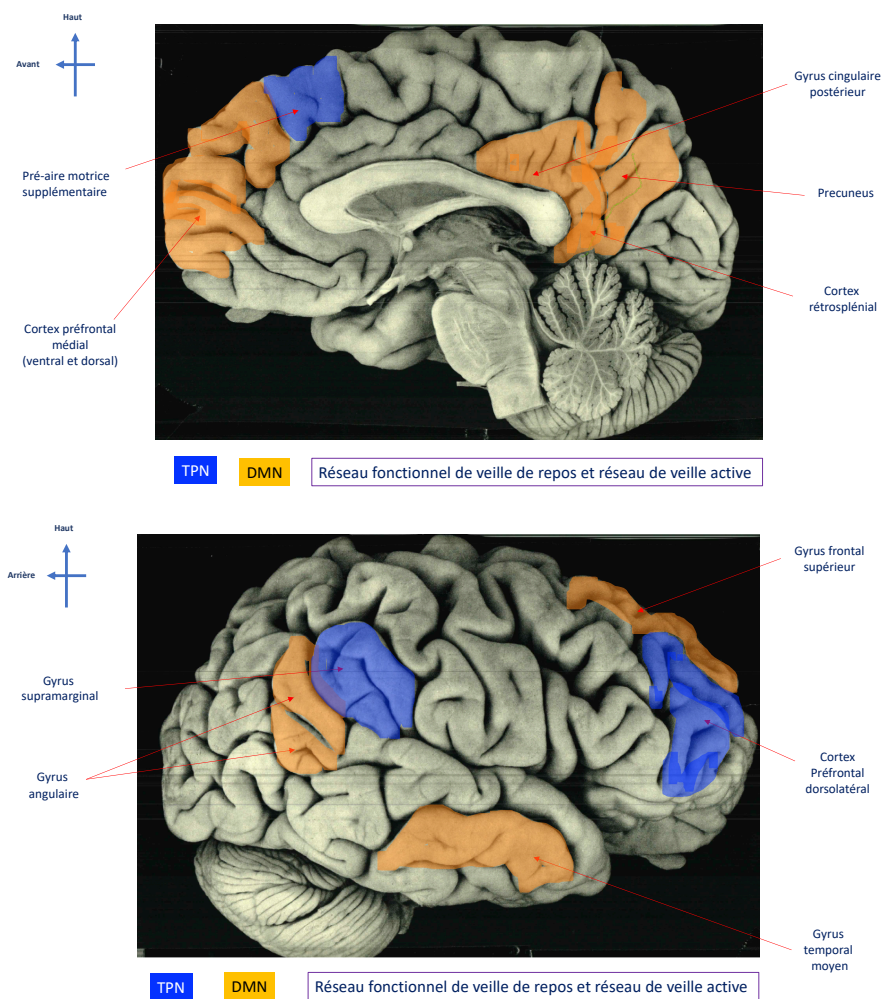 Haut
Avant
Gyrus cingulaire
postérieur
Pré-aire motrice
supplémentaire
Precuneus
Cortex
rétrosplénial
Cortex préfrontal
médial
(ventral et dorsal)
TPN
DMN
Réseau fonctionnel de veille de repos et réseau de veille active
Haut
Arrière
Gyrus frontal
supérieur
Gyrus
supramarginal
Gyrus
angulaire
Cortex
Préfrontal
dorsolatéral
Gyrus
temporal
moyen
TPN
DMN
Réseau fonctionnel de veille de repos et réseau de veille active